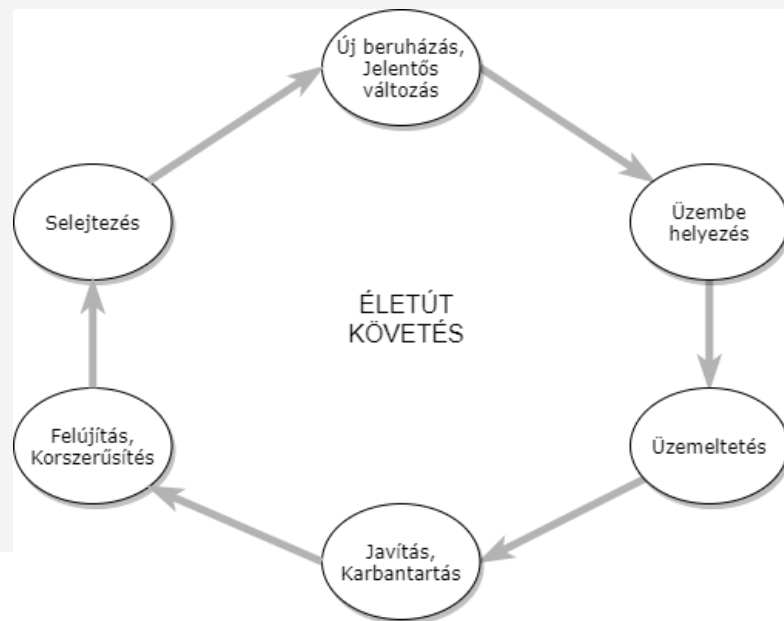 Új beruházás,
Jelentős
változás
Üzembe
helyezés
Üzemeltetés
Javítás,
Karbantartás
Felújítás,
Korszerűsítés
Selejtezés
ÉLETÚT
KÖVETÉS